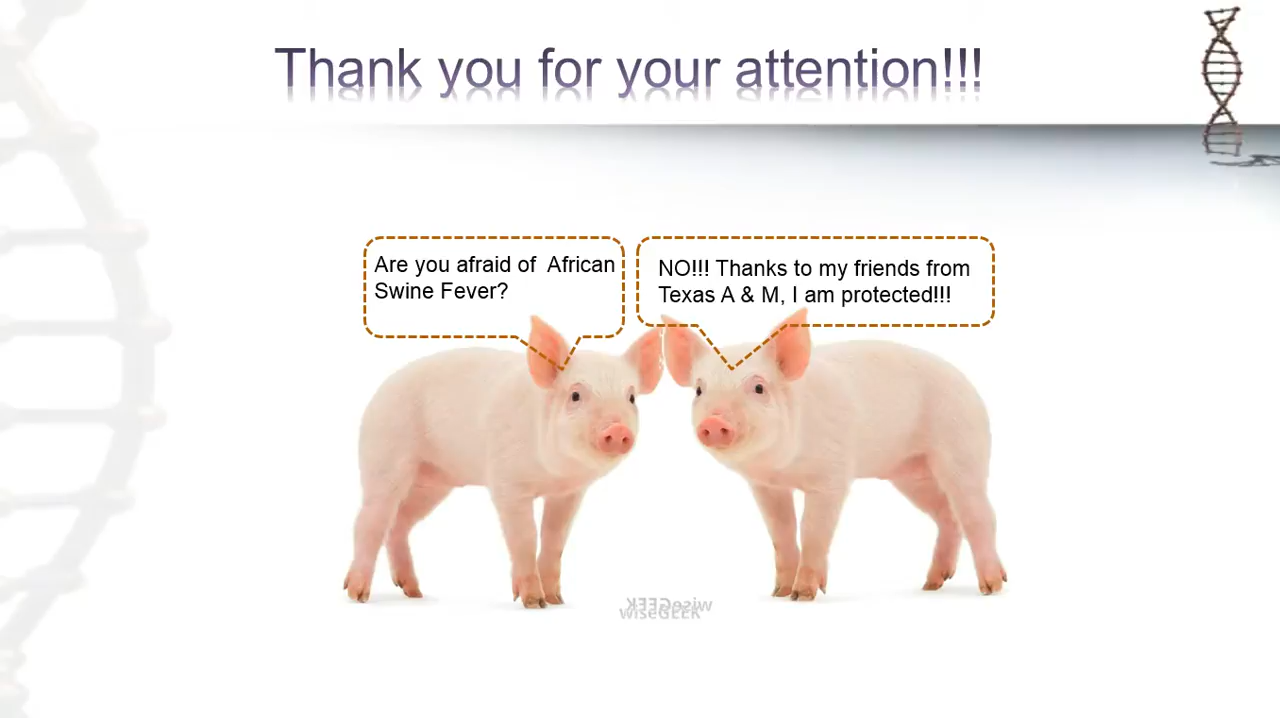 Thank you for your attention!!!
Are you afraid of African
Swine Fever?
NO!!! Thanks to my friends from
Texas A & M, I am protected!!!
wiseGEEK
wiseGEEK